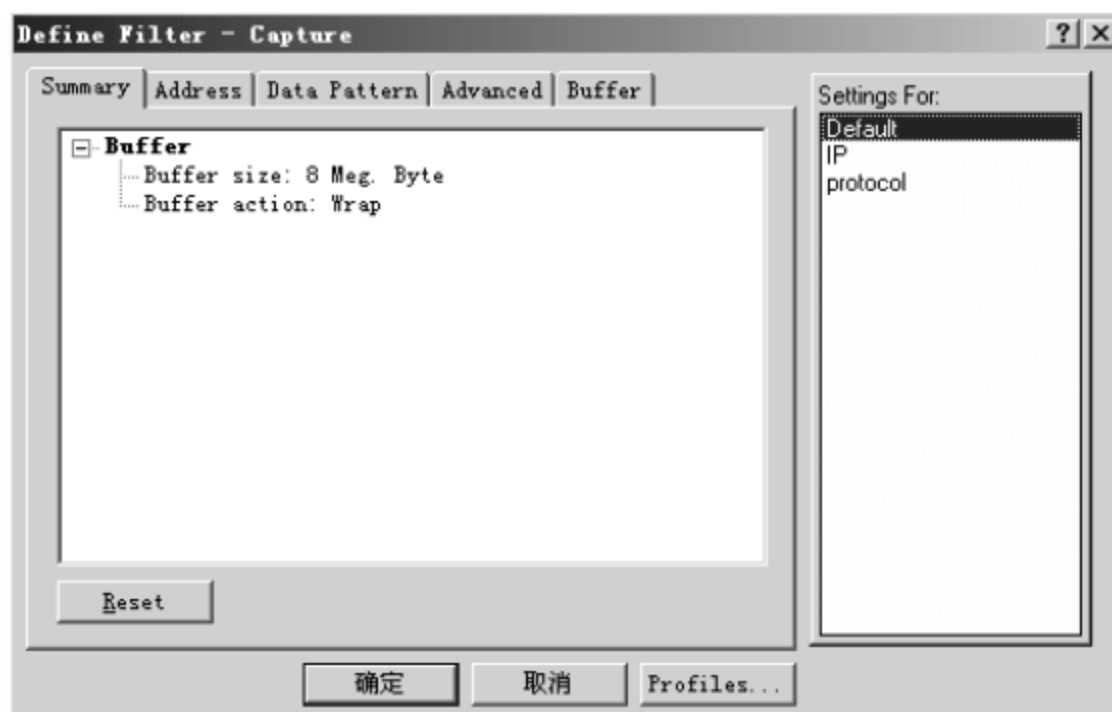 Define Filter - Capture
Summary Address Data Pattern Advanced Buffer
Buffer
Buffer size: 8 Meg. Byte
Buffer action: Wrap
Reset
Settings For:
Default
IP
protocol
确定 取消 Profiles...